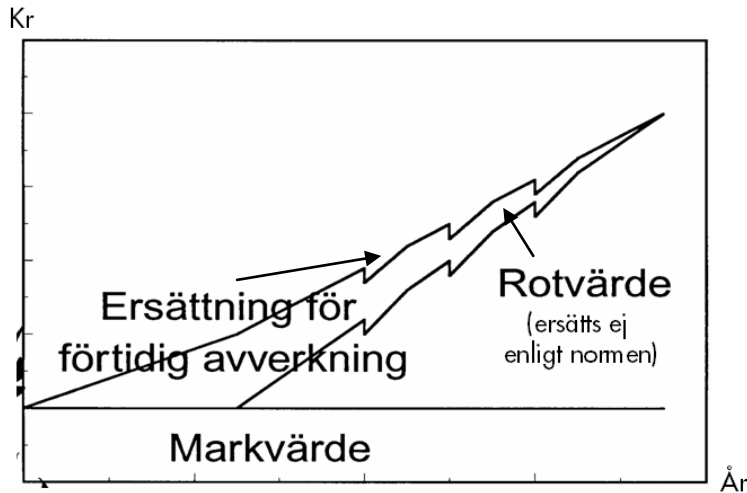 Kr
Ersättning för
förtidig avverkning
Rotvärde
(ersätts ej
enligt normen)
Markvärde
År